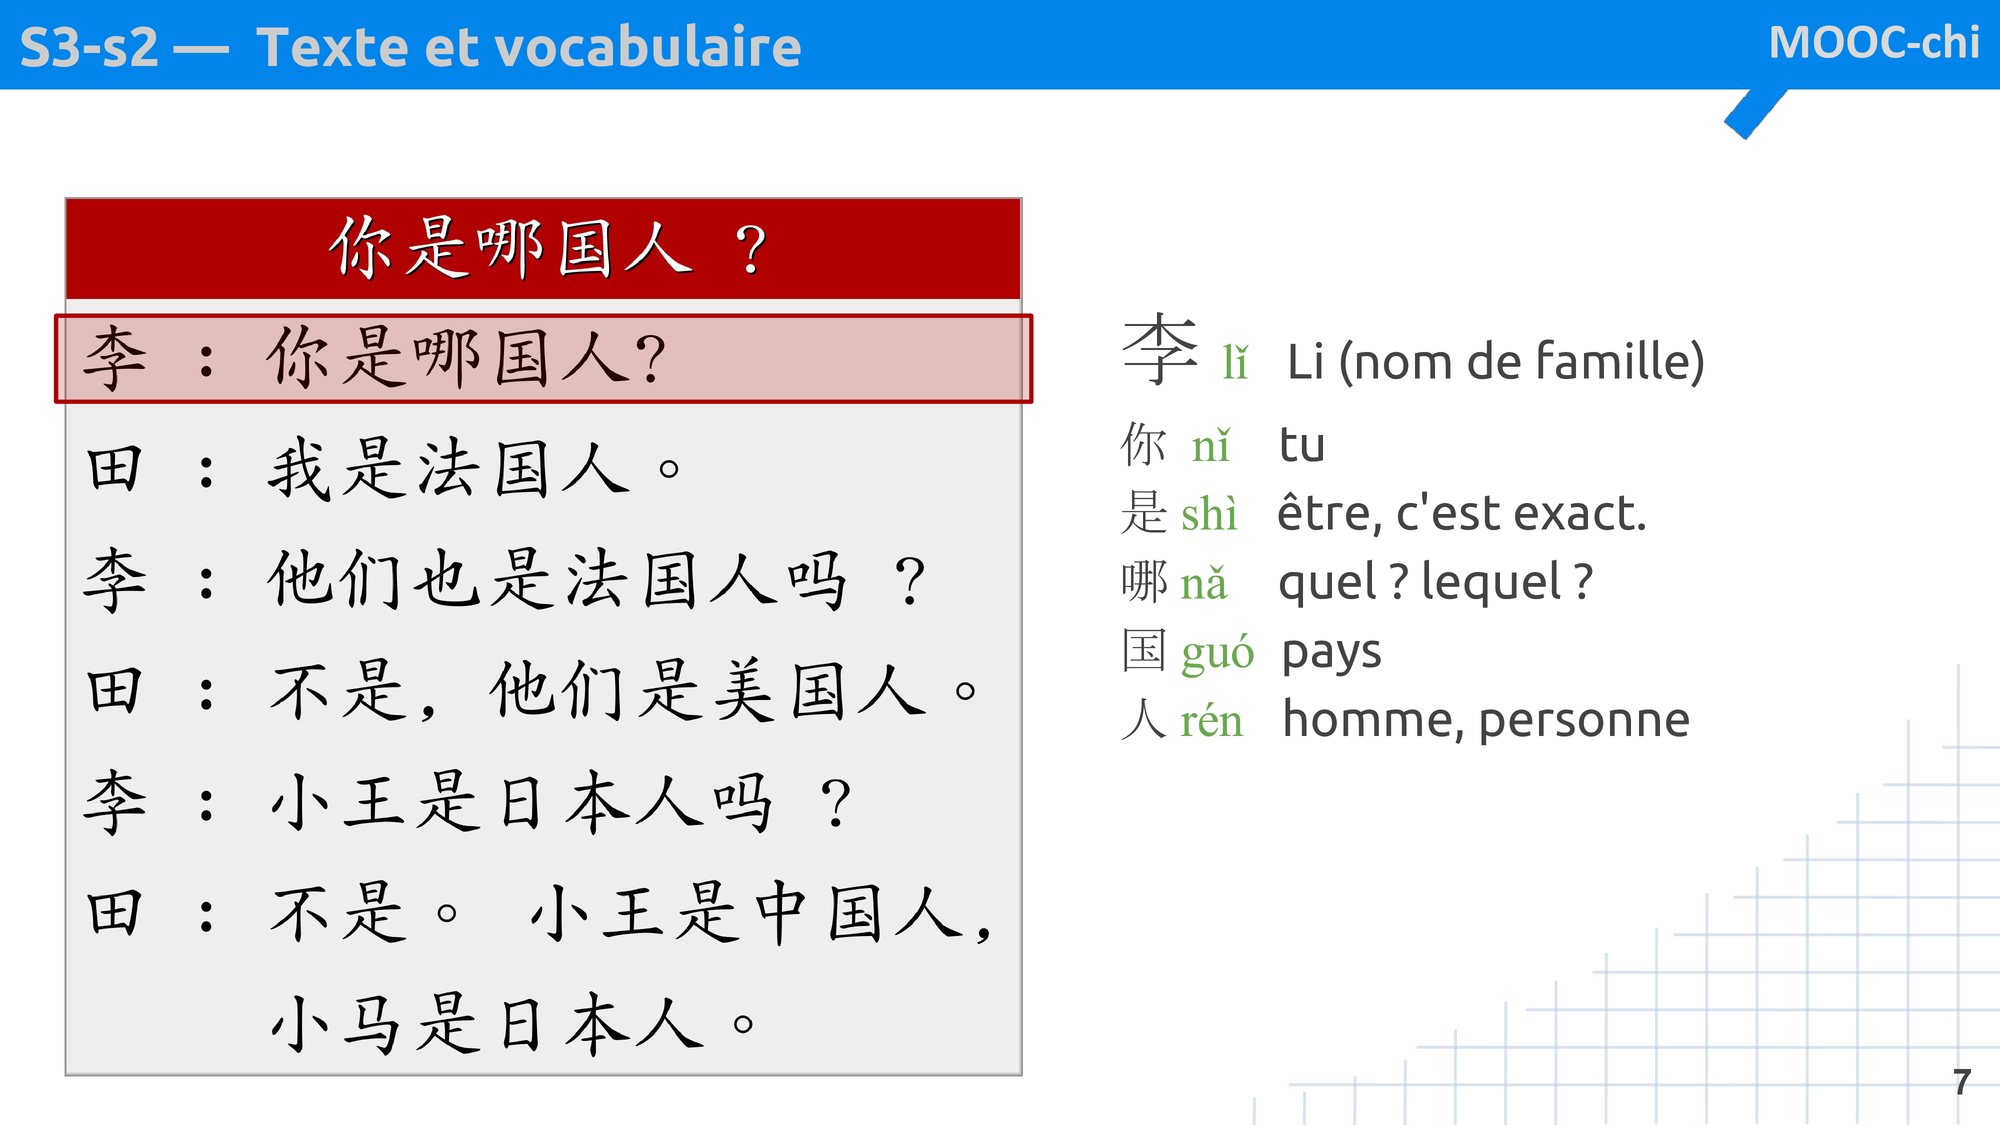 S3-s2 — Texte et vocabulaire
MOOC-chi
你是哪国人 ?
李 : 你是哪国人?
田 : 我是法国人。
李 : 他们也是法国人吗 ?
田 : 不是, 他们是美国人。
李 : 小王是日本人吗 ?
田 : 不是。 小王是中国人,
小马是日本人。
李 lǐ Li (nom de famille)
你 nǐ tu
是 shì être, c'est exact.
哪 nǎ quel ? lequel ?
国 guó pays
人 rén homme, personne
7